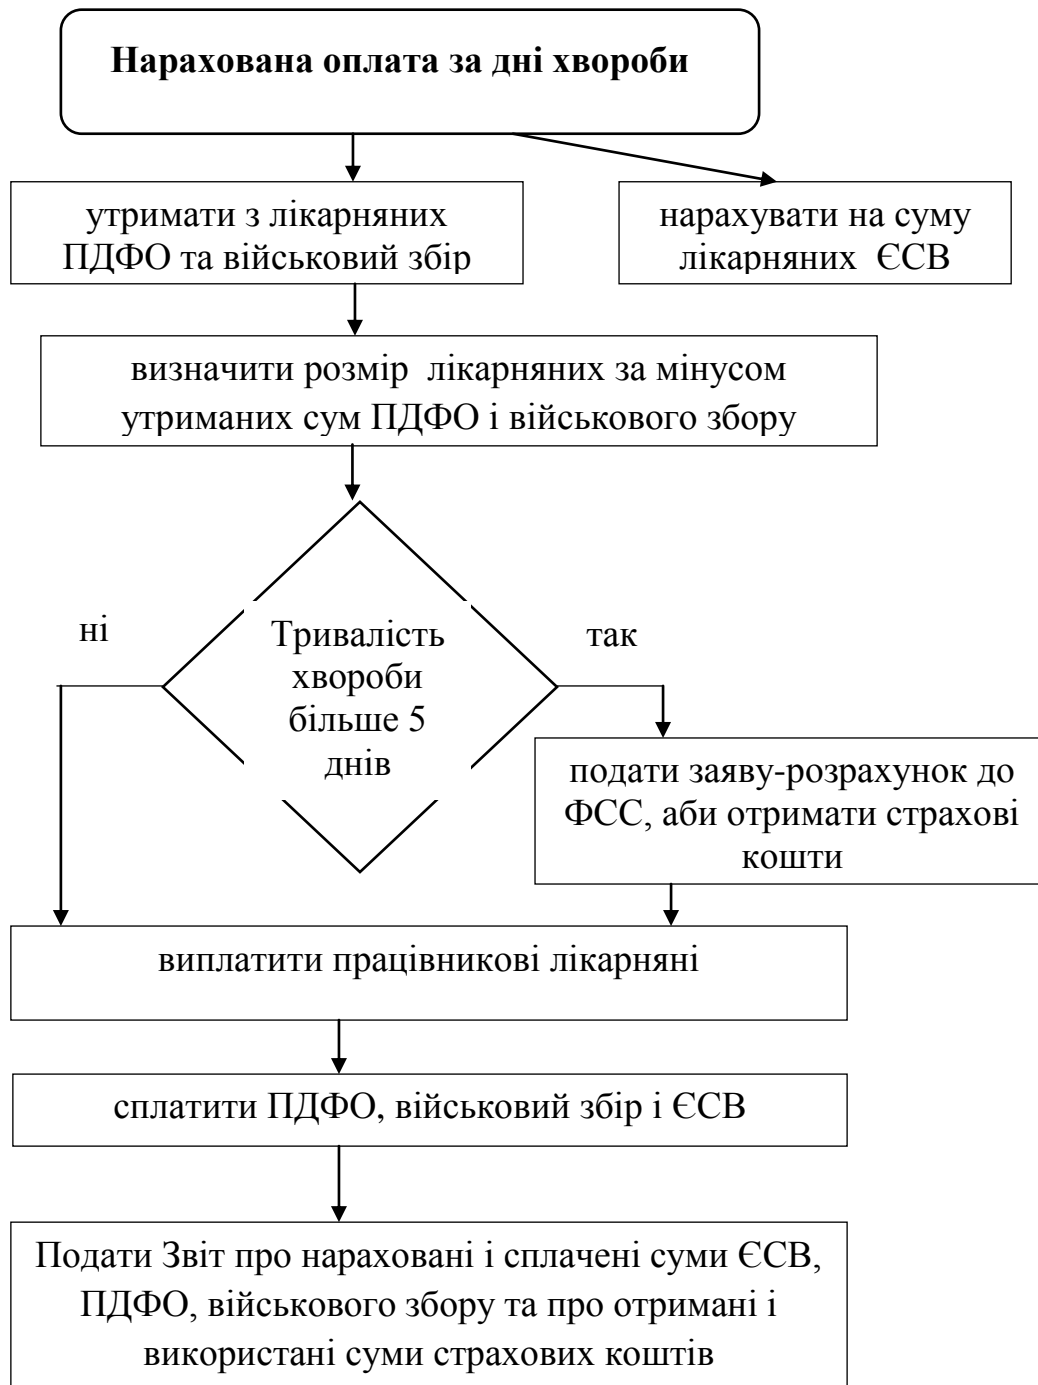 Нарахована оплата за дні хвороби
утримати з лікарняних
ПДФО та військовий збір
нарахувати на суму
лікарняних ЄСВ
визначити розмір лікарняних за мінусом
утриманих сум ПДФО і військового збору
ні
Тривалість
хвороби
більше 5
днів
так
подати заяву-розрахунок до
ФСС, аби отримати страхові
кошти
виплатити працівникові лікарняні
сплатити ПДФО, військовий збір і ЄСВ
Подати Звіт про нараховані і сплачені суми ЄСВ,
ПДФО, військового збору та про отримані і
використані суми страхових коштів